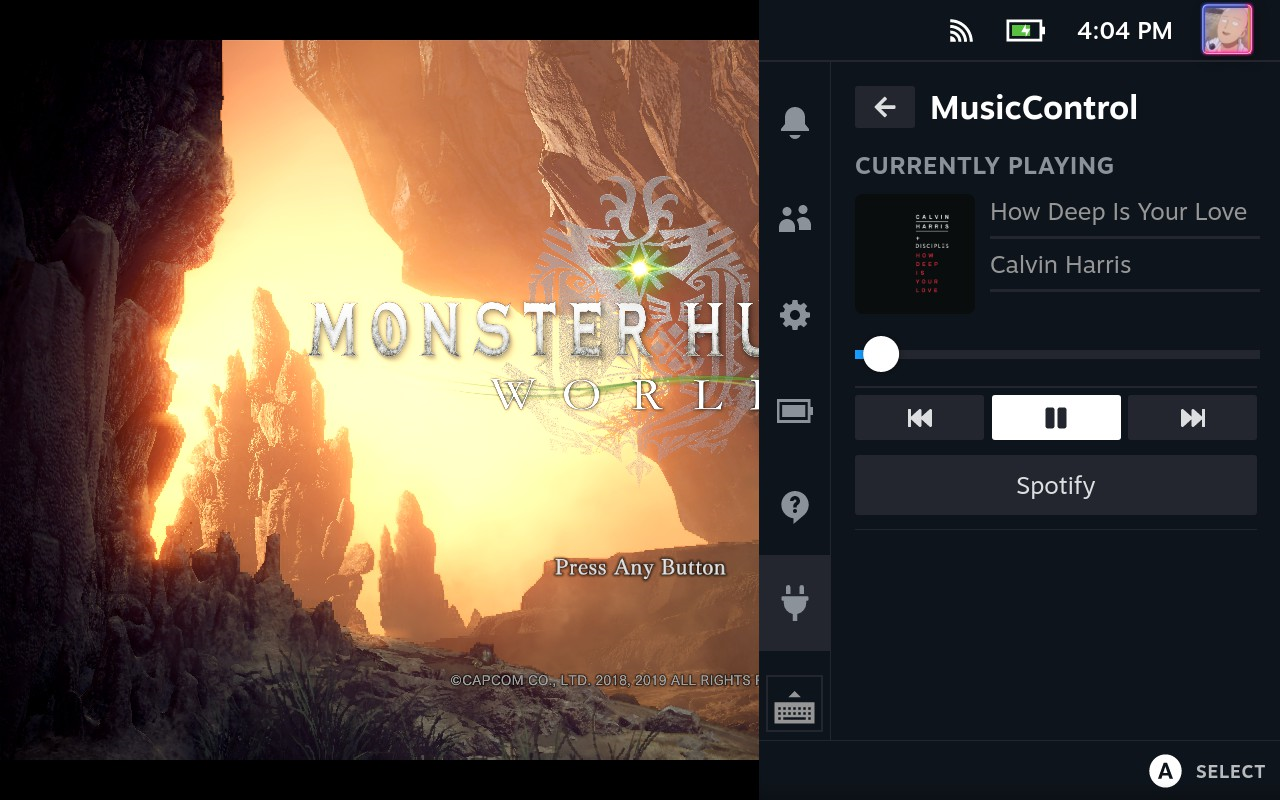 4:04 PM
MusicControl
CURRENTLY PLAYING
CALVIN
HARRIS
+
DISCIPLES
HOW
DEEP
IS
YOUR
LOVE
How Deep Is Your Love
Calvin Harris
Spotify
A SELECT
MONSTER HU
WORL
Press Any Button
©CAPCOM CO., LTD. 2018, 2019 ALL RIGHTS